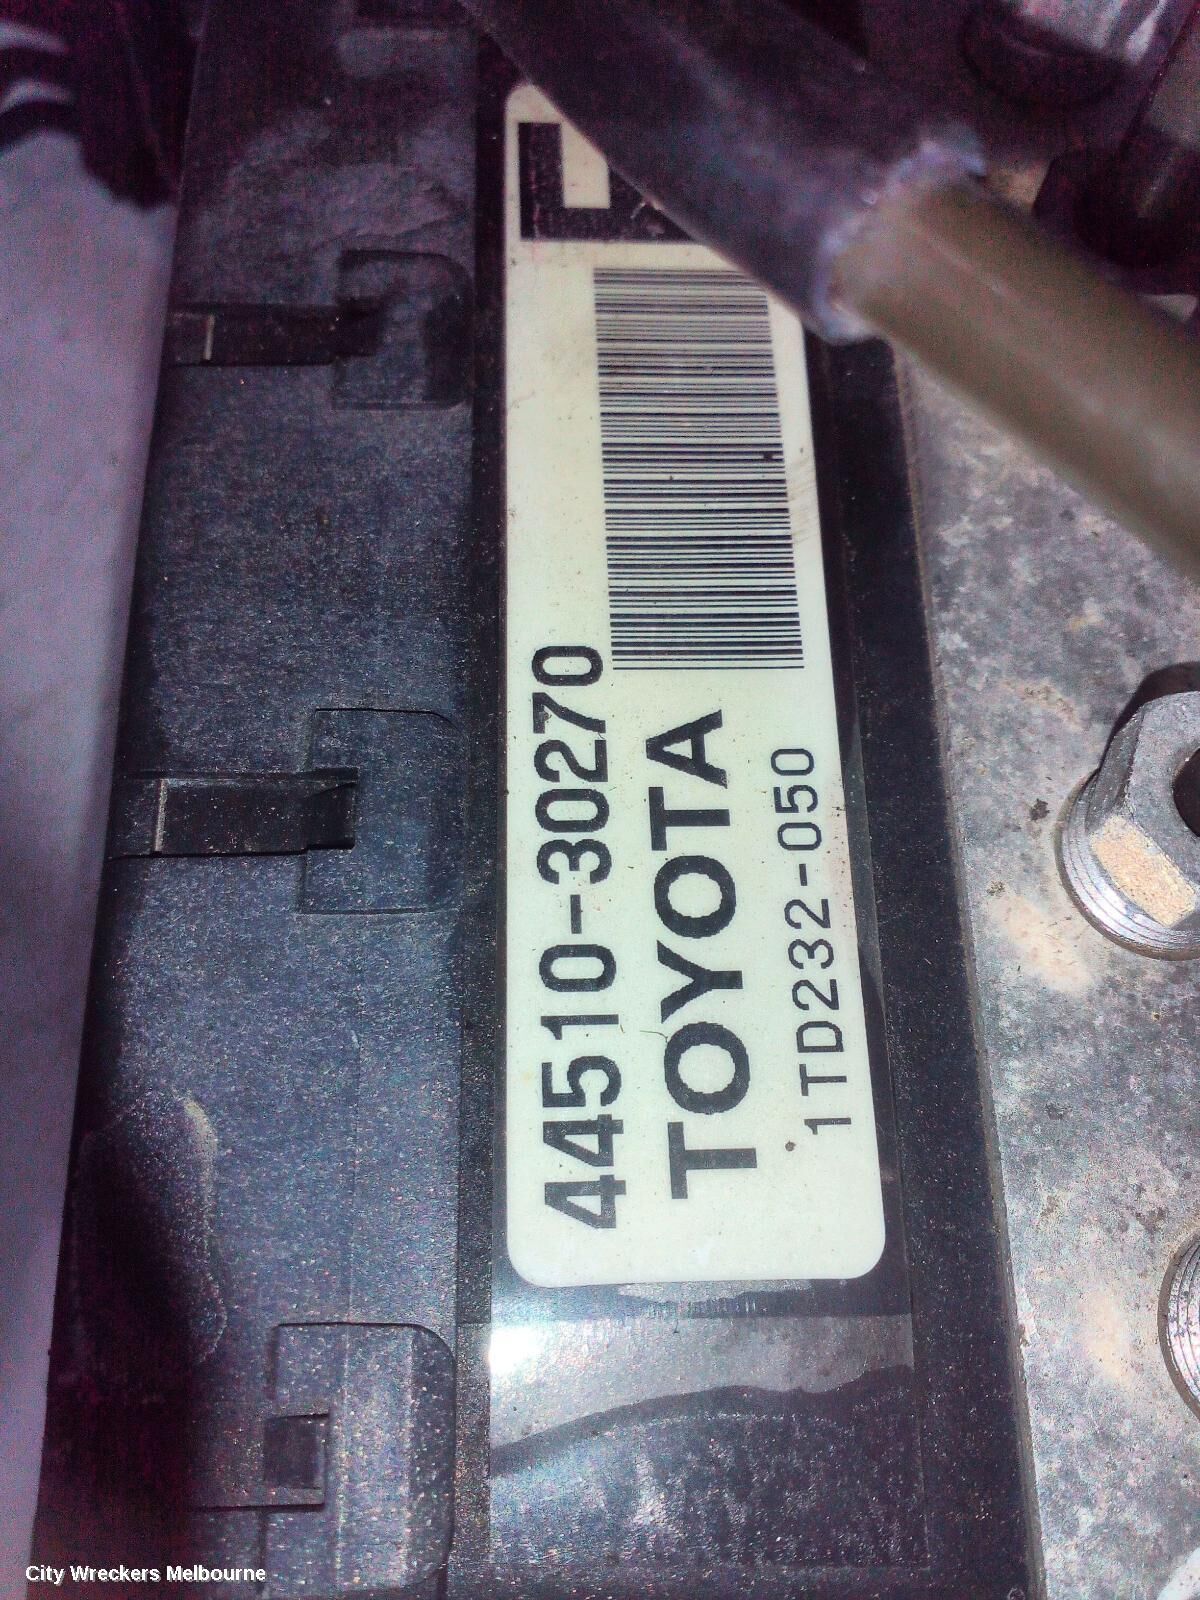 44510-30270
TOYOTA
1TD232-050
City Wreckers Melbourne